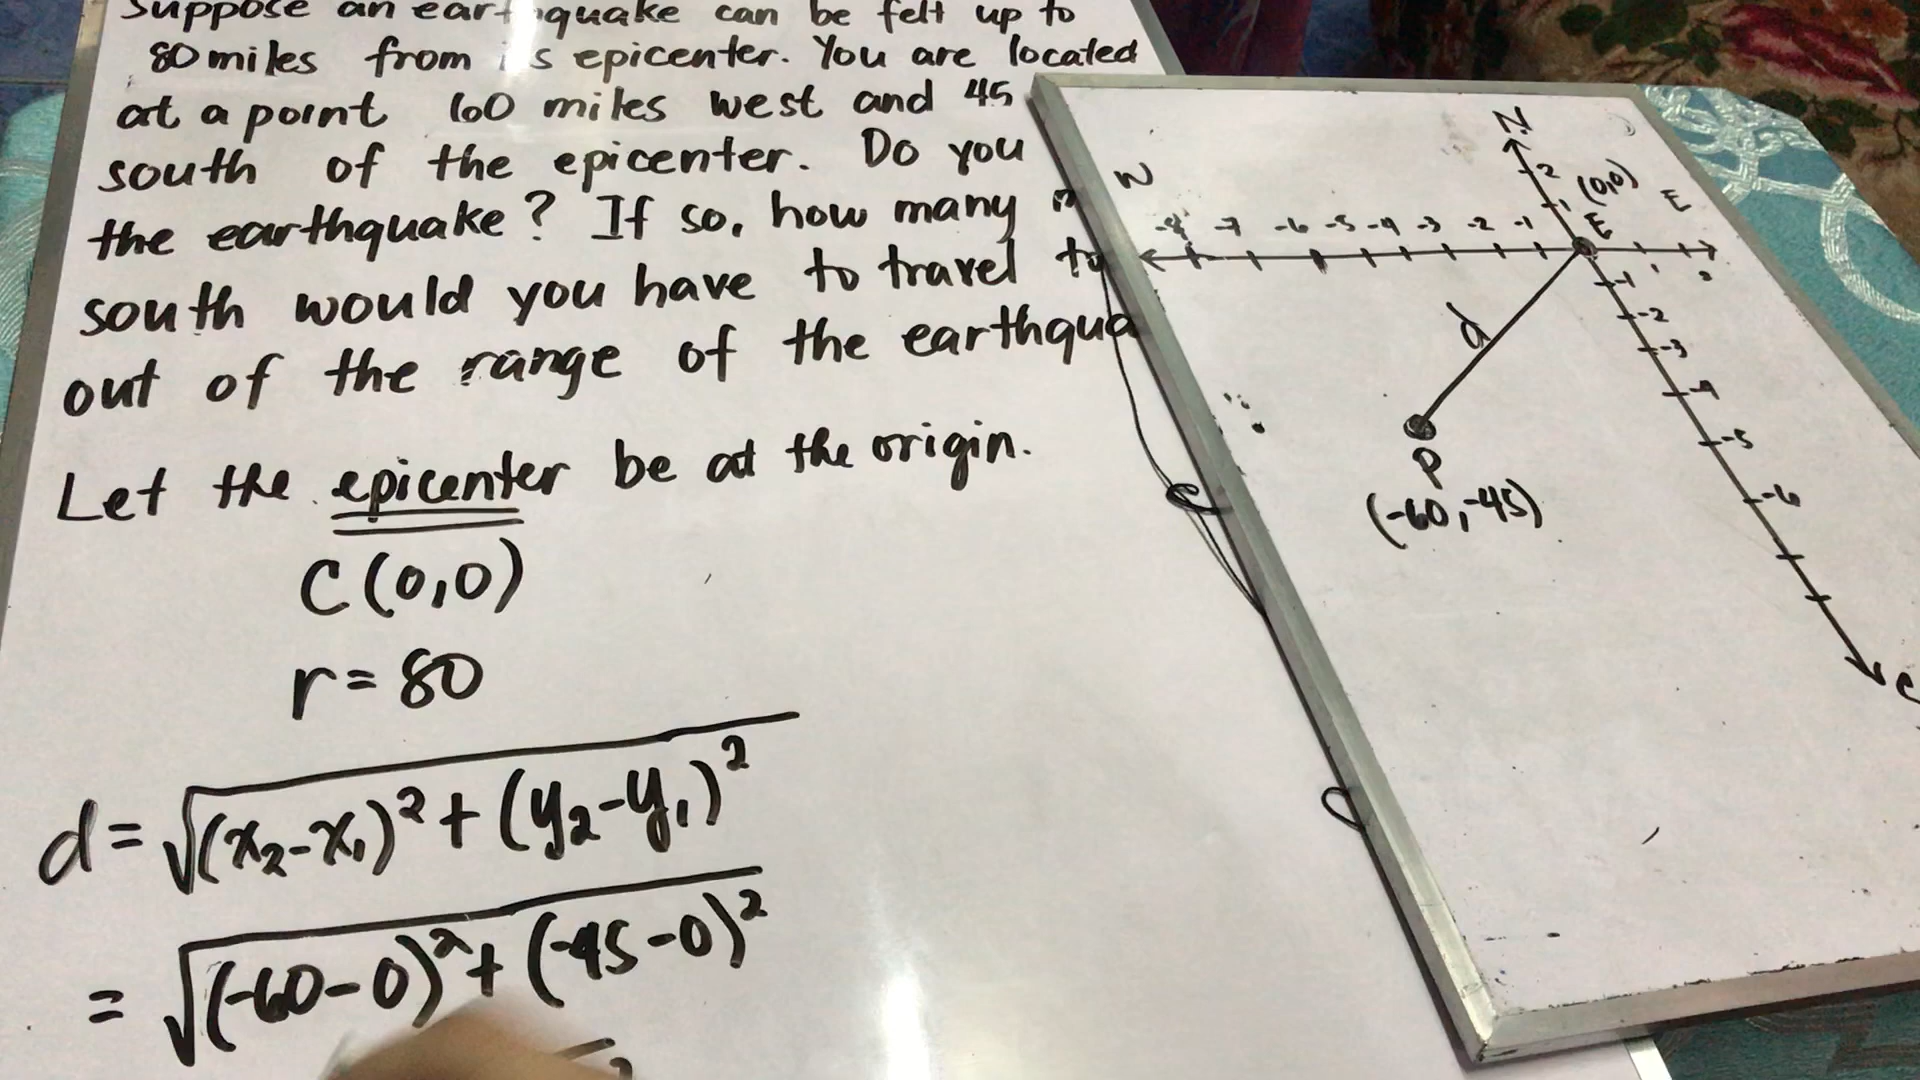 Suppose an earthquake can be felt up to
80 miles from its epicenter. You are located
at a point 60 miles west and 45
south of the epicenter. Do you
the earthquake? If so, how many
south would you have to travel to
out of the range of the earthqua
Let the epicenter be at the origin.
C(0,0)
r = 80
d = √(x₂-x₁)² + (y₂-y₁)²
= √(-60-0)² + (-45-0)²
N
2
1
(0,0)
W
E
E
-8 -7 -6 -5 -4 -3 -2 -1
-1
-2
-3
-4
-5
-6
d
P
(-60,-45)